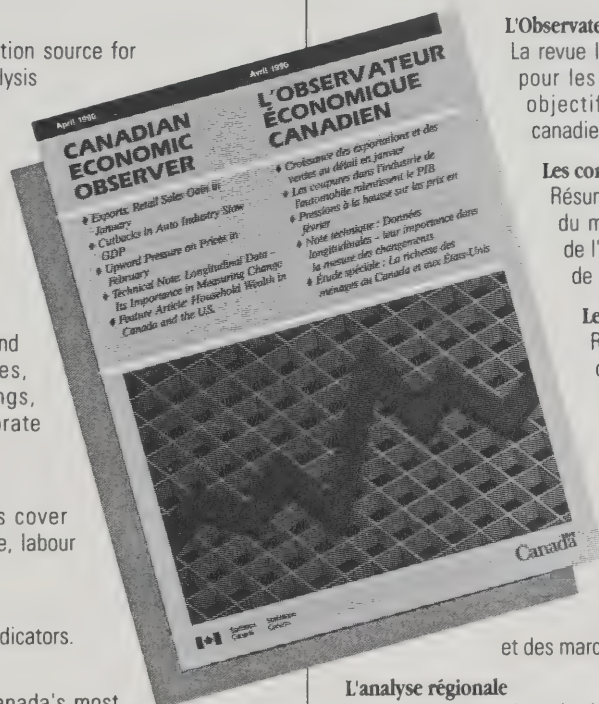 tion source for
lysis
nd
es,
ngs,
orate
s cover
e, labour
dicators.
anada's most
April 1996
Avril 1996
CANADIAN
ECONOMIC
OBSERVER
♦ Exports, Retail Sales Gain in
January
♦ Cutbacks in Auto Industry Slow
GDP
♦ Upward Pressure on Prices in
February
♦ Technical Note: Longitudinal Data –
Its Importance in Measuring Change
♦ Feature Article: Household Wealth in
Canada and the U.S.
L'OBSERVATEUR
ÉCONOMIQUE
CANADIEN
♦ Croissance des exportations et des
ventes au détail en janvier
♦ Les coupures dans l'industrie de
l'automobile ralentissent le PIB
♦ Pressions à la hausse sur les prix en
février
♦ Note technique : Données
longitudinales - leur importance dans
la mesure des changements
♦ Étude spéciale : La richesse des
ménages au Canada et aux États-Unis
Statistics Statistique
Canada Canada
Canada
L'Observate
La revue l
pour les
objectif
canadie
Les con
Résur
du m
de l'
de
Le
R
et des marc
L'analyse régionale